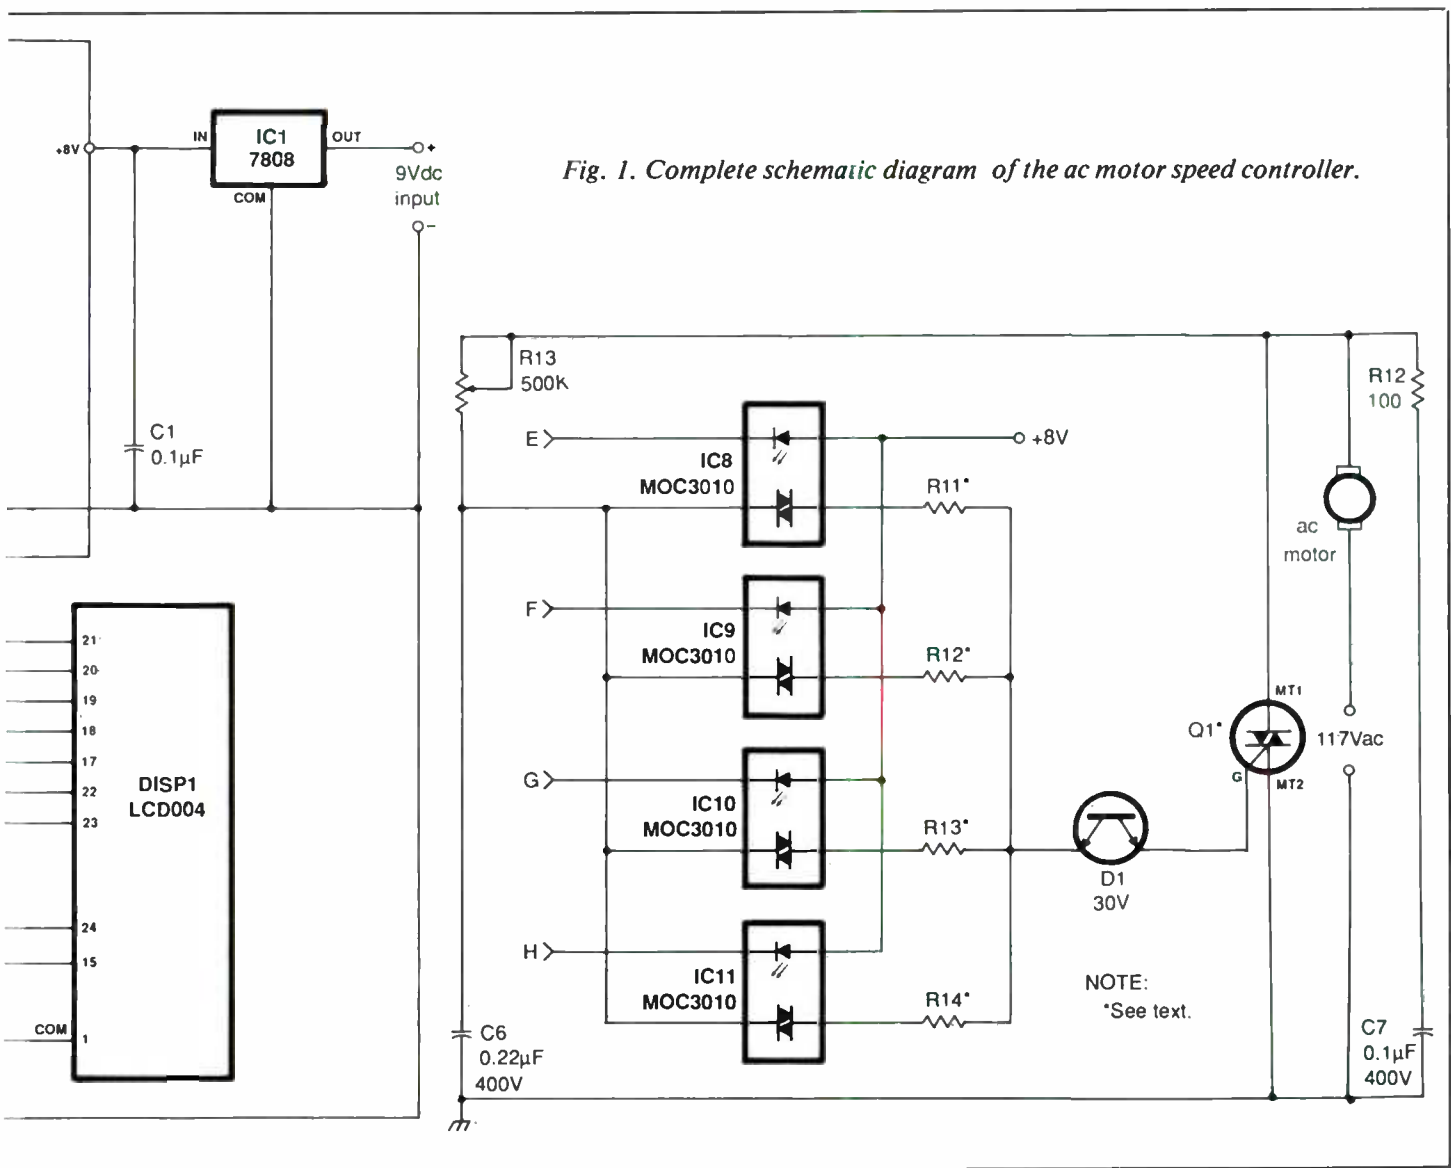 Fig. 1. Complete schematic diagram of the ac motor speed controller.
+8V
IN
IC1
7808
OUT
COM
+
9Vdc
input
-
C1
0.1µF
R13
500K
E
IC8
MOC3010
+8V
R11*
R12
100
ac
motor
F
IC9
MOC3010
R12*
G
IC10
MOC3010
R13*
Q1*
MT1
G
MT2
117Vac
D1
30V
H
IC11
MOC3010
R14*
NOTE:
*See text.
C6
0.22µF
400V
C7
0.1µF
400V
21
20
19
18
17
22
23
DISP1
LCD004
24
15
COM
1